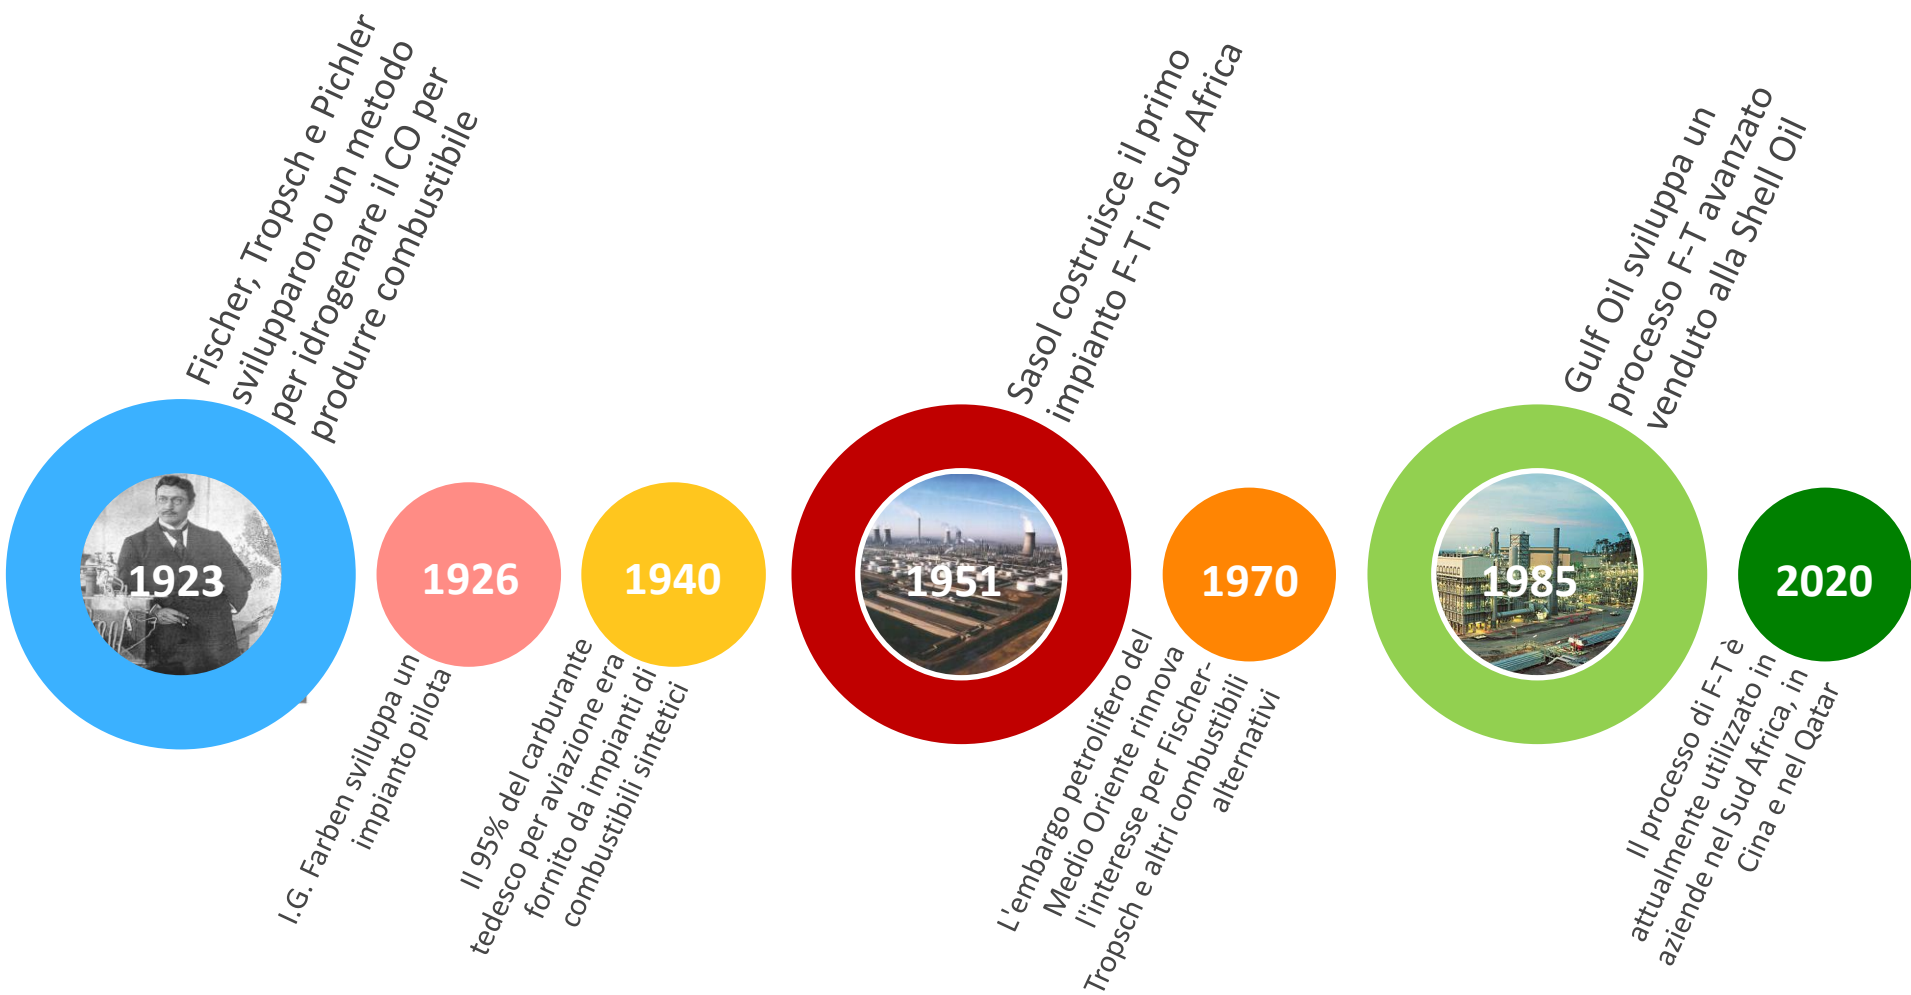 Fischer, Tropsch e Pichler
svilupparono un metodo
per idrogenare il CO per
produrre combustibile
1923
1926
I.G. Farben sviluppa un
impianto pilota
1940
Il 95% del carburante
tedesco per aviazione era
fornito da impianti di
combustibili sintetici
Sasol costruisce il primo
impianto F-T in Sud Africa
1951
1970
L'embargo petrolifero del
Medio Oriente rinnova
l'interesse per Fischer-
Tropsch e altri combustibili
alternativi
Gulf Oil sviluppa un
processo F-T avanzato
venduto alla Shell Oil
1985
2020
Il processo di F-T è
attualmente utilizzato in
aziende nel Sud Africa, in
Cina e nel Qatar